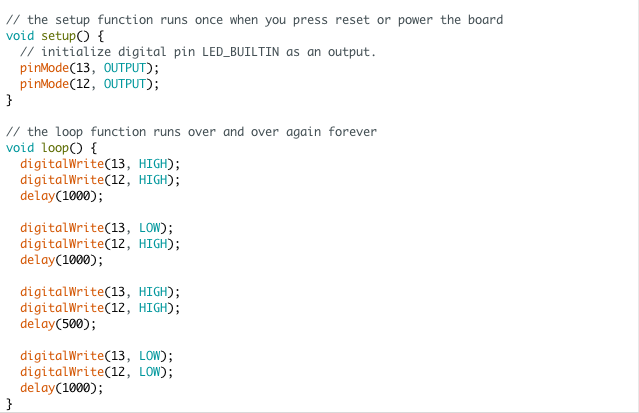 // the setup function runs once when you press reset or power the board
void setup() {
  // initialize digital pin LED_BUILTIN as an output.
  pinMode(13, OUTPUT);
  pinMode(12, OUTPUT);
}

// the loop function runs over and over again forever
void loop() {
  digitalWrite(13, HIGH);
  digitalWrite(12, HIGH);
  delay(1000);

  digitalWrite(13, LOW);
  digitalWrite(12, HIGH);
  delay(1000);

  digitalWrite(13, HIGH);
  digitalWrite(12, HIGH);
  delay(500);

  digitalWrite(13, LOW);
  digitalWrite(12, LOW);
  delay(1000);
}